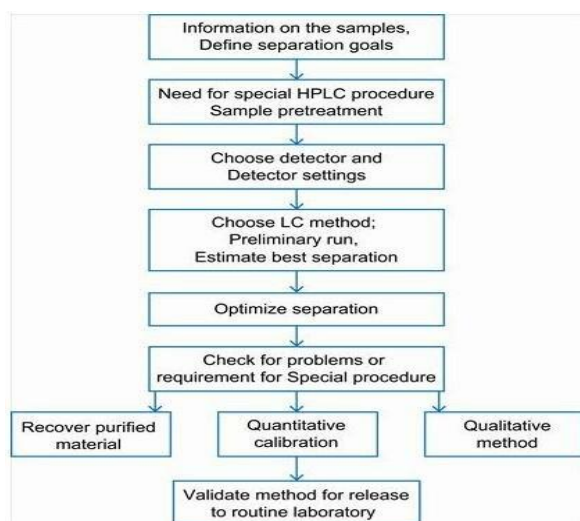 Information on the samples,
Define separation goals
Need for special HPLC procedure
Sample pretreatment
Choose detector and
Detector settings
Choose LC method;
Preliminary run,
Estimate best separation
Optimize separation
Check for problems or
requirement for Special procedure
Recover purified
material
Quantitative
calibration
Qualitative
method
Validate method for release
to routine laboratory